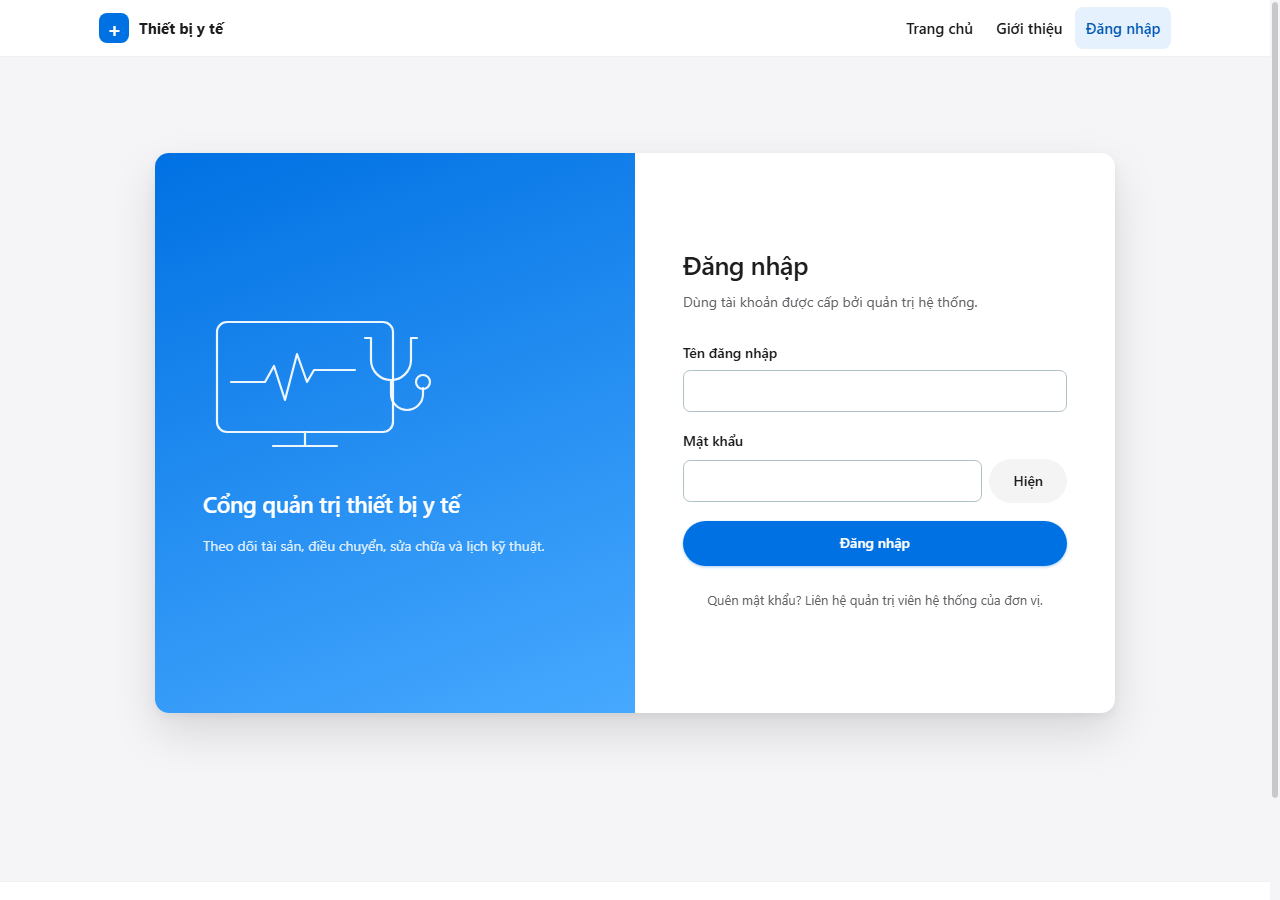 Thiết bị y tế
Trang chủ
Giới thiệu
Đăng nhập
Cổng quản trị thiết bị y tế
Theo dõi tài sản, điều chuyển, sửa chữa và lịch kỹ thuật.
Đăng nhập
Dùng tài khoản được cấp bởi quản trị hệ thống.
Tên đăng nhập
Mật khẩu
Hiện
Đăng nhập
Quên mật khẩu? Liên hệ quản trị viên hệ thống của đơn vị.